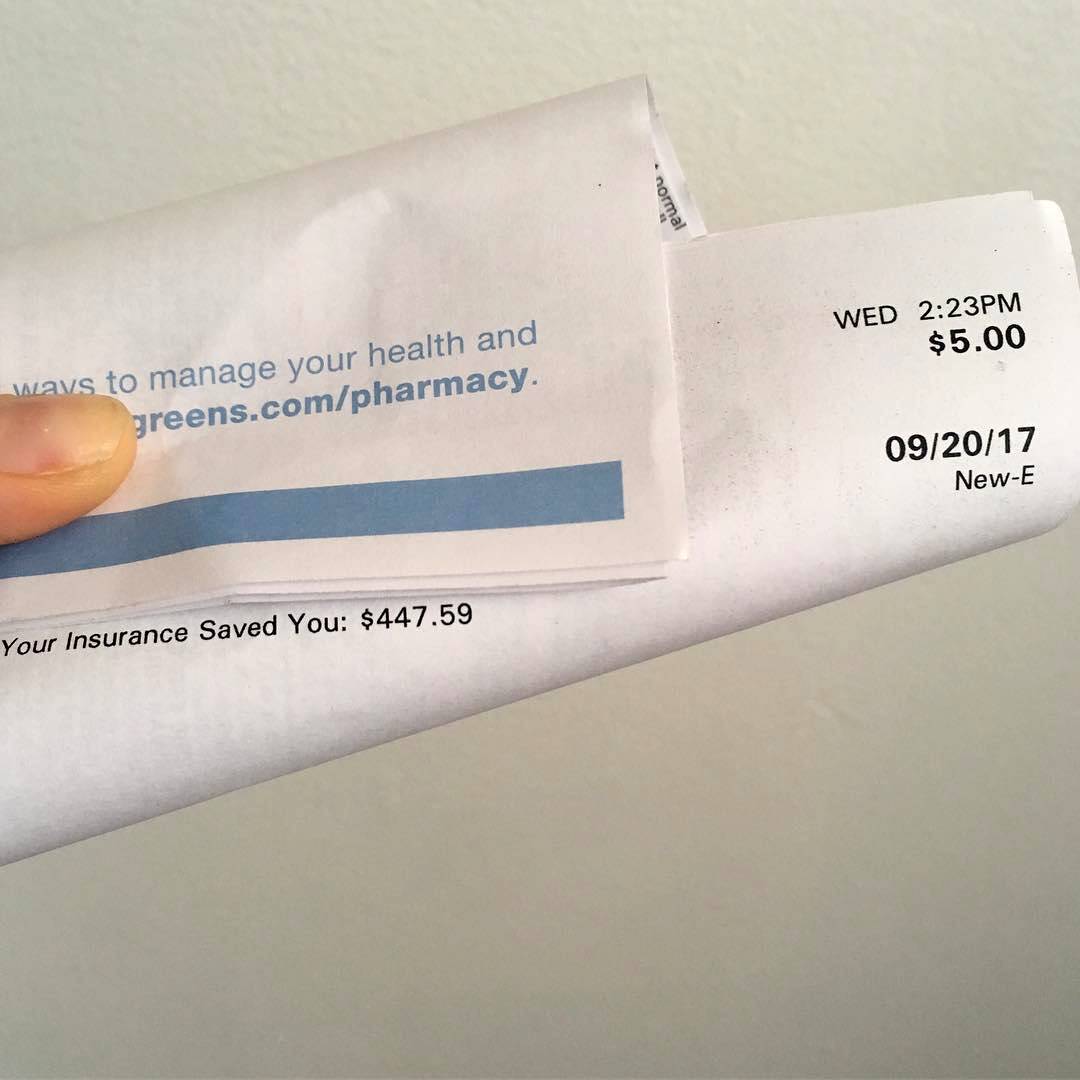 normal
WED 2:23PM
$5.00
ways to manage your health and
greens.com/pharmacy.
09/20/17
New-E
Your Insurance Saved You: $447.59